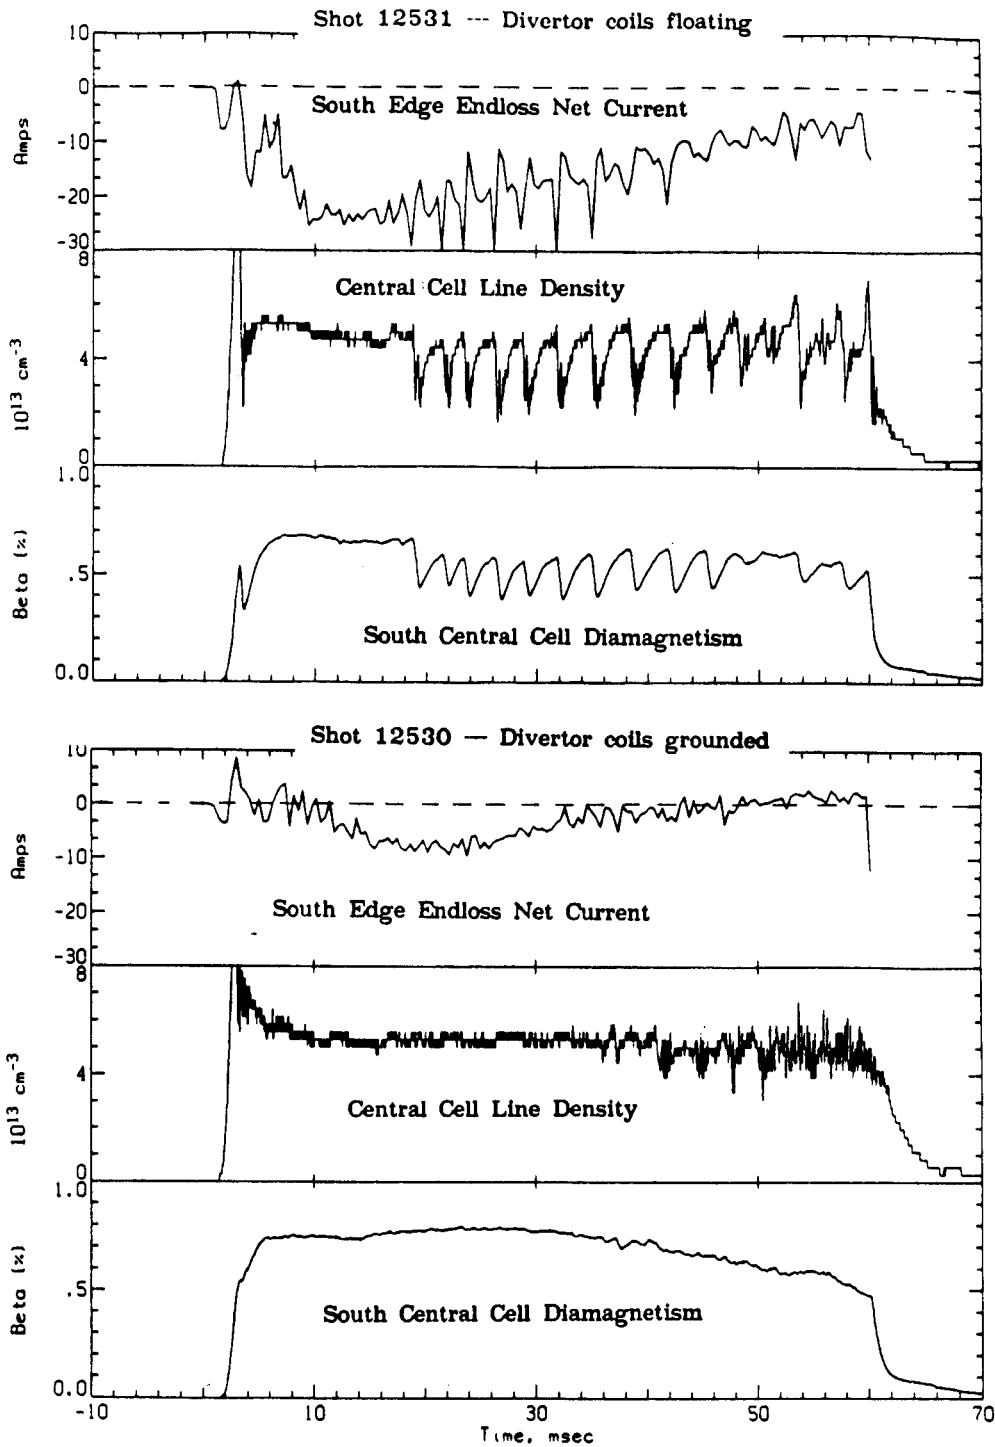 Shot 12531 --- Divertor coils floating
10
0
-10
-20
-30
Amps
South Edge Endloss Net Current
8
4
0
10¹³ cm⁻³
Central Cell Line Density
1.0
.5
0.0
Beta (%)
South Central Cell Diamagnetism
Shot 12530 — Divertor coils grounded
10
0
-10
-20
-30
Amps
South Edge Endloss Net Current
8
4
0
10¹³ cm⁻³
Central Cell Line Density
1.0
.5
0.0
Beta (%)
South Central Cell Diamagnetism
-10 10 30 50 70
Time, msec